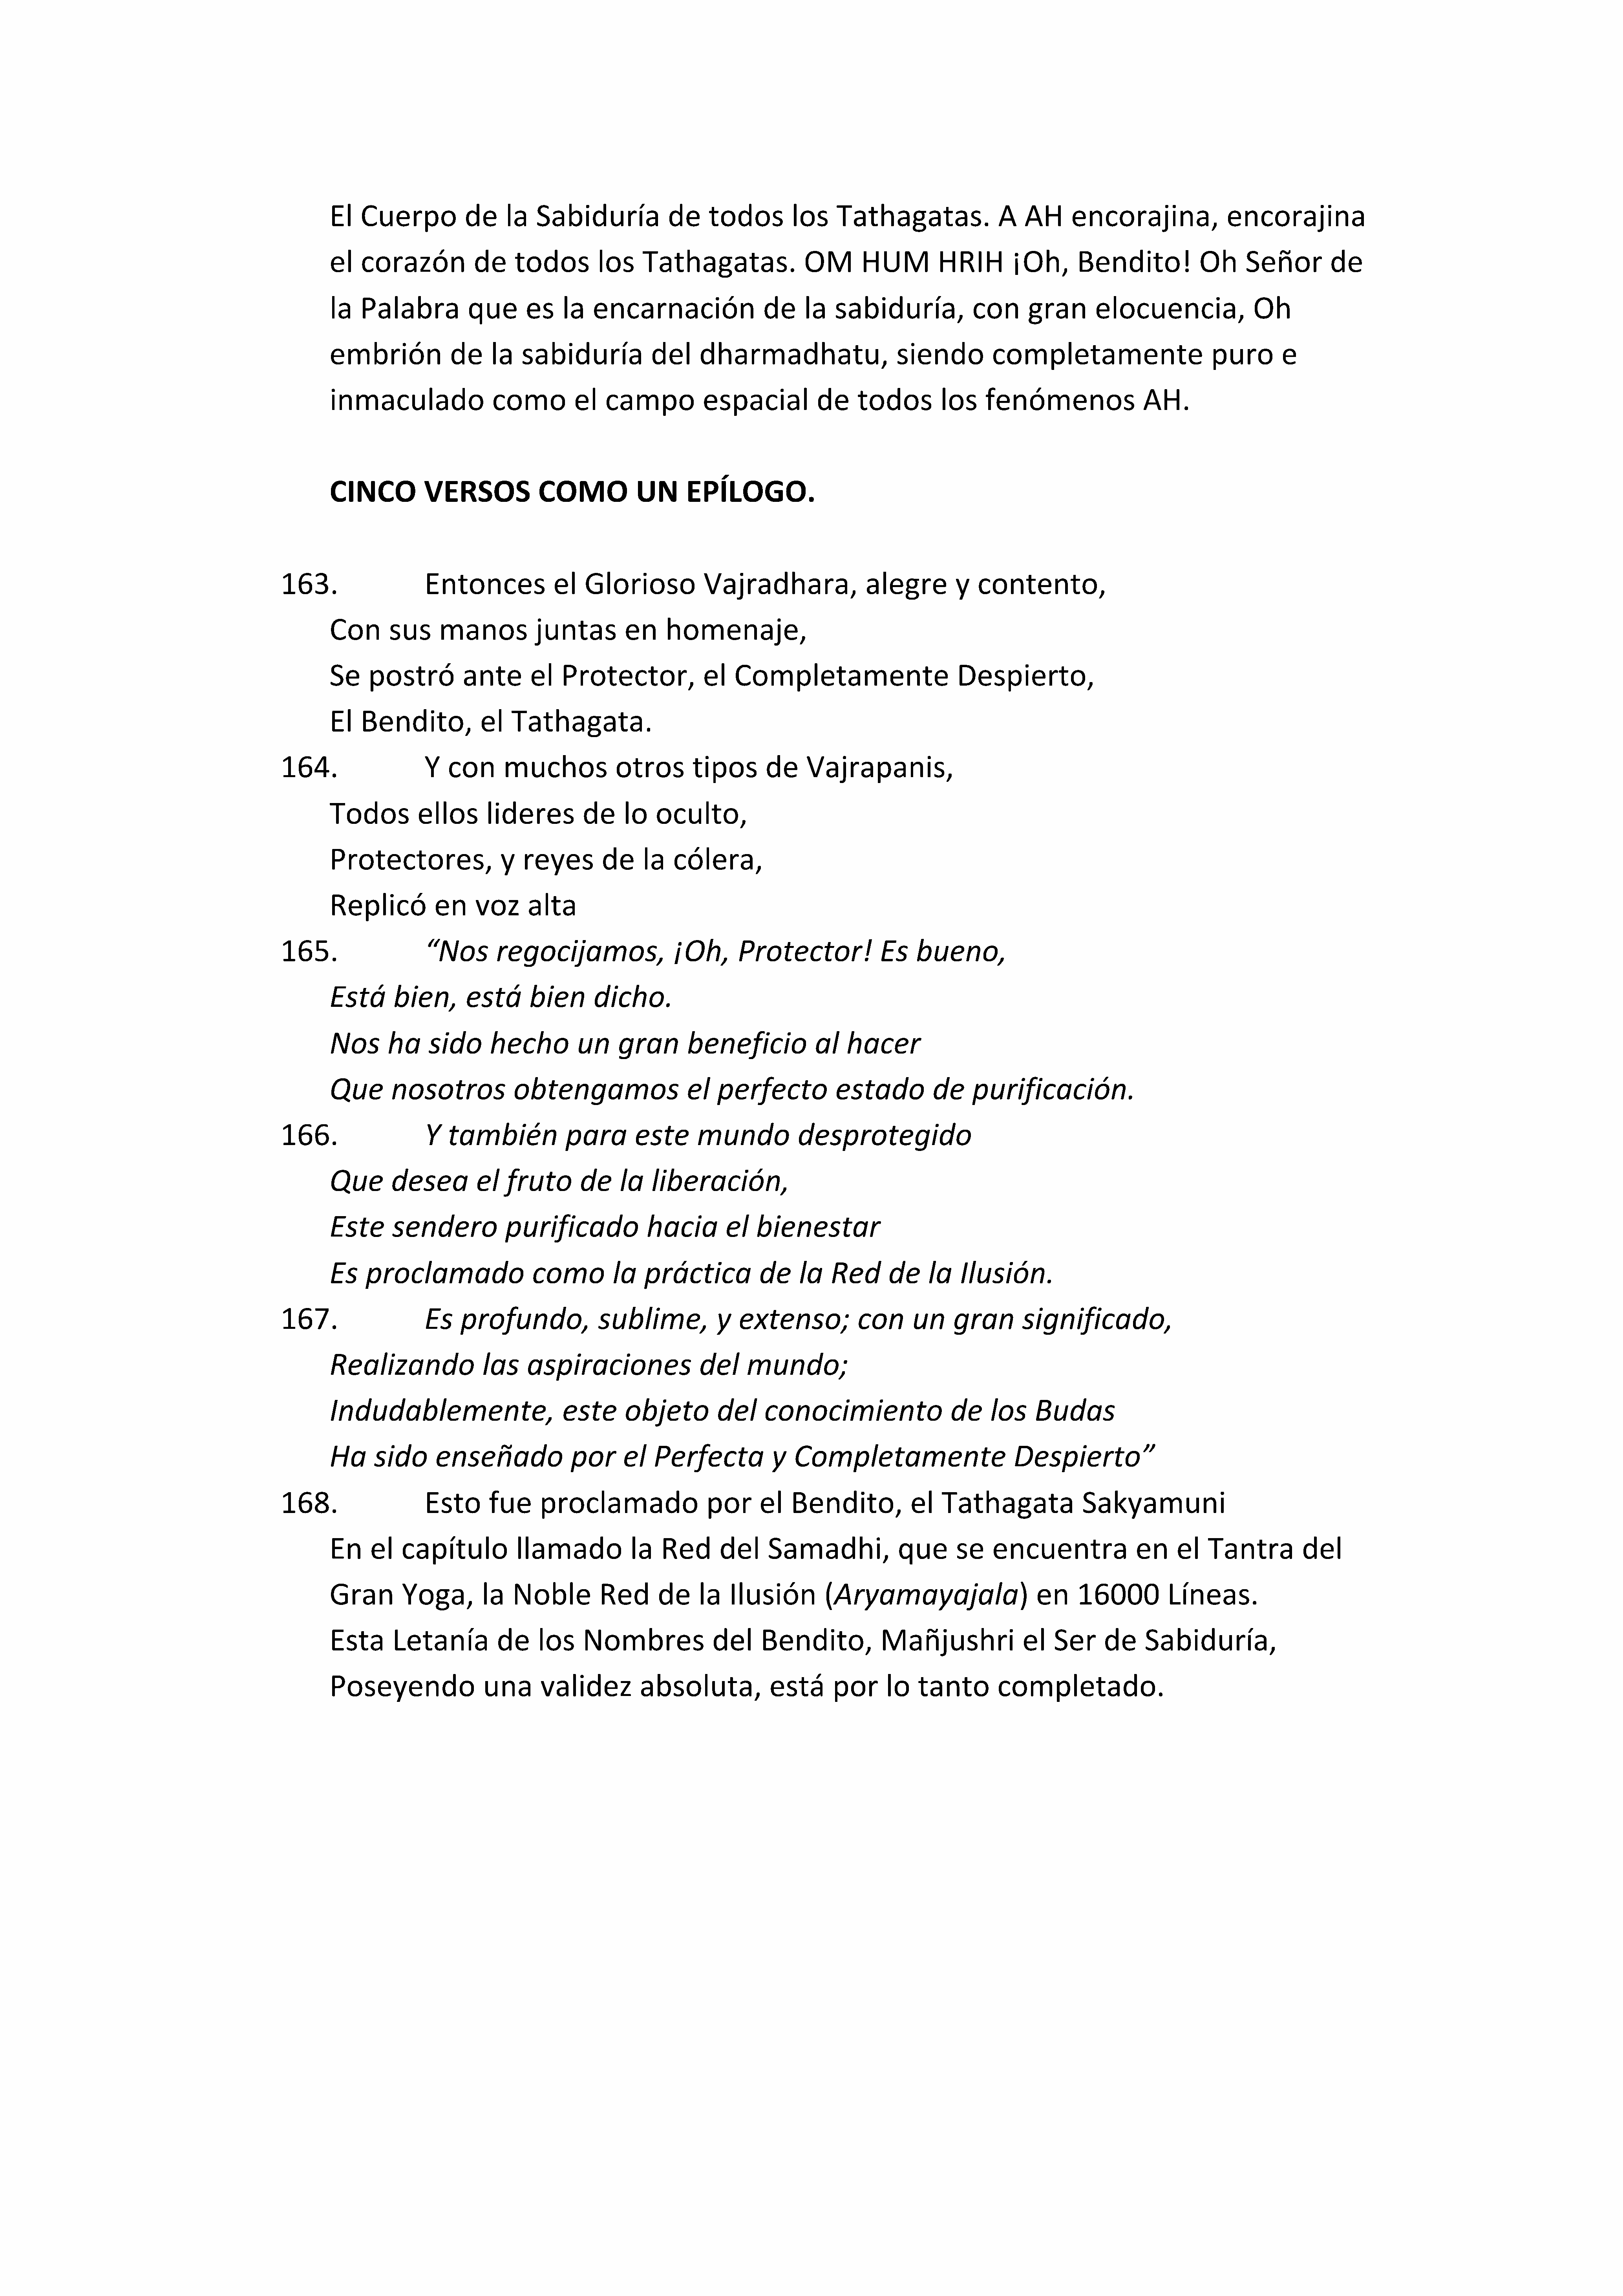 El Cuerpo de la Sabiduría de todos los Tathagatas. A AH encorajina, encorajina
el corazón de todos los Tathagatas. OM HUM HRIH ¡Oh, Bendito! Oh Señor de
la Palabra que es la encarnación de la sabiduría, con gran elocuencia, Oh
embrión de la sabiduría del dharmadhatu, siendo completamente puro e
inmaculado como el campo espacial de todos los fenómenos AH.
CINCO VERSOS COMO UN EPÍLOGO.
163. Entonces el Glorioso Vajradhara, alegre y contento,
Con sus manos juntas en homenaje,
Se postró ante el Protector, el Completamente Despierto,
El Bendito, el Tathagata.
164. Y con muchos otros tipos de Vajrapanis,
Todos ellos lideres de lo oculto,
Protectores, y reyes de la cólera,
Replicó en voz alta
165. “Nos regocijamos, ¡Oh, Protector! Es bueno,
Está bien, está bien dicho.
Nos ha sido hecho un gran beneficio al hacer
Que nosotros obtengamos el perfecto estado de purificación.
166. Y también para este mundo desprotegido
Que desea el fruto de la liberación,
Este sendero purificado hacia el bienestar
Es proclamado como la práctica de la Red de la Ilusión.
167. Es profundo, sublime, y extenso; con un gran significado,
Realizando las aspiraciones del mundo;
Indudablemente, este objeto del conocimiento de los Budas
Ha sido enseñado por el Perfecta y Completamente Despierto”
168. Esto fue proclamado por el Bendito, el Tathagata Sakyamuni
En el capítulo llamado la Red del Samadhi, que se encuentra en el Tantra del
Gran Yoga, la Noble Red de la Ilusión (Aryamayajala) en 16000 Líneas.
Esta Letanía de los Nombres del Bendito, Mañjushri el Ser de Sabiduría,
Poseyendo una validez absoluta, está por lo tanto completado.